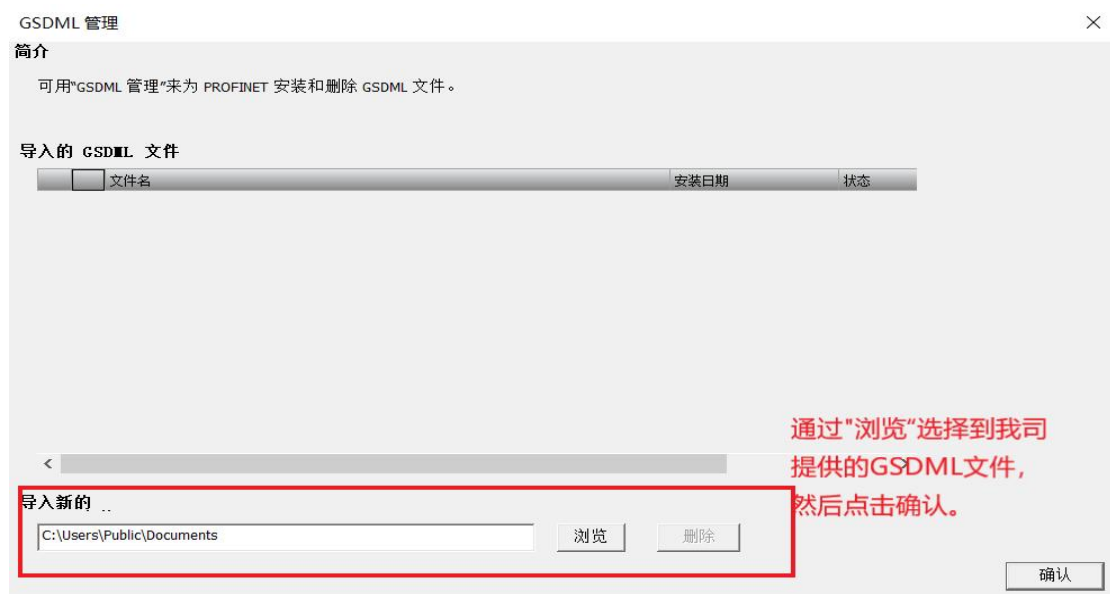 GSDML 管理
简介
可用“GSDML 管理”来为 PROFINET 安装和删除 GSDML 文件。
导入的 GSDML 文件
文件名 安装日期 状态
通过"浏览“选择到我司
提供的GSDML文件，
然后点击确认。
导入新的 ..
C:\Users\Public\Documents 浏览 删除
确认